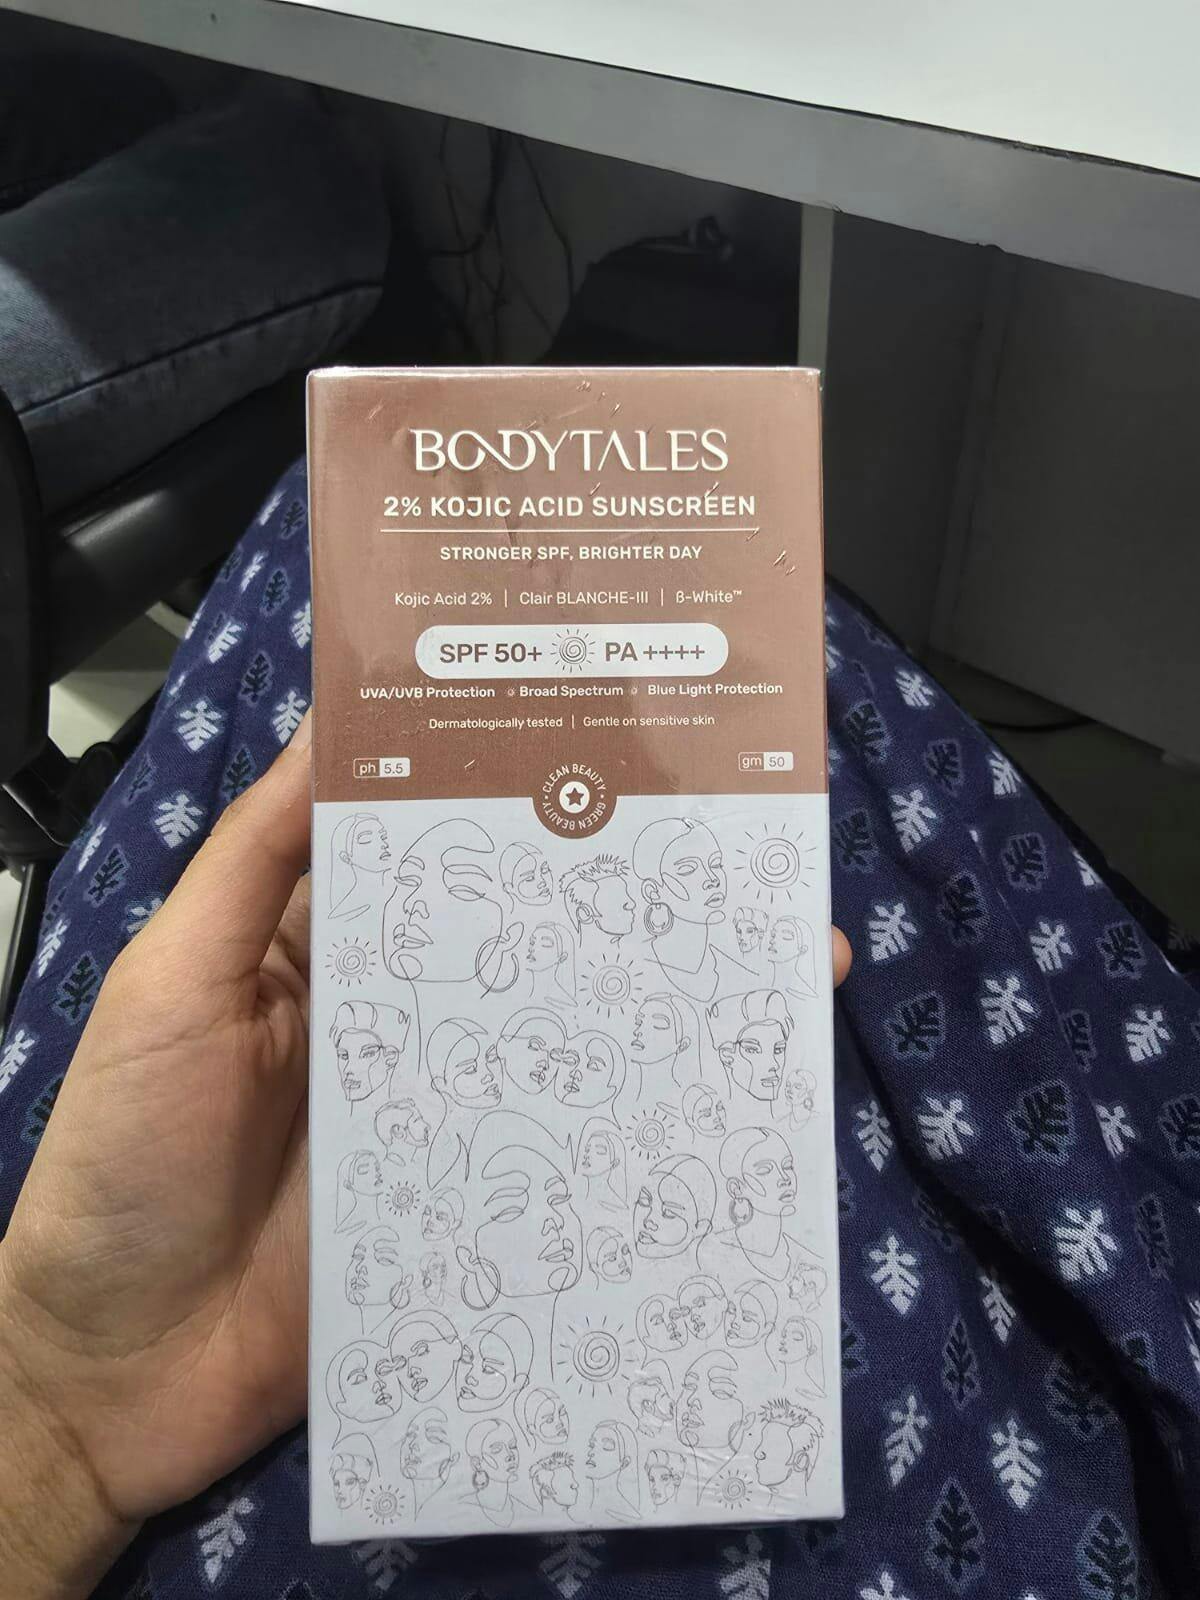 BODYTALES
2% KOJIC ACID SUNSCREEN
STRONGER SPF, BRIGHTER DAY
Kojic Acid 2% | Clair BLANCHE-III | ß-White™
SPF 50+ PA ++++
UVA/UVB Protection Broad Spectrum Blue Light Protection
Dermatologically tested | Gentle on sensitive skin
ph 5.5
gm 50
• CLEAN BEAUTY • GREEN BEAUTY